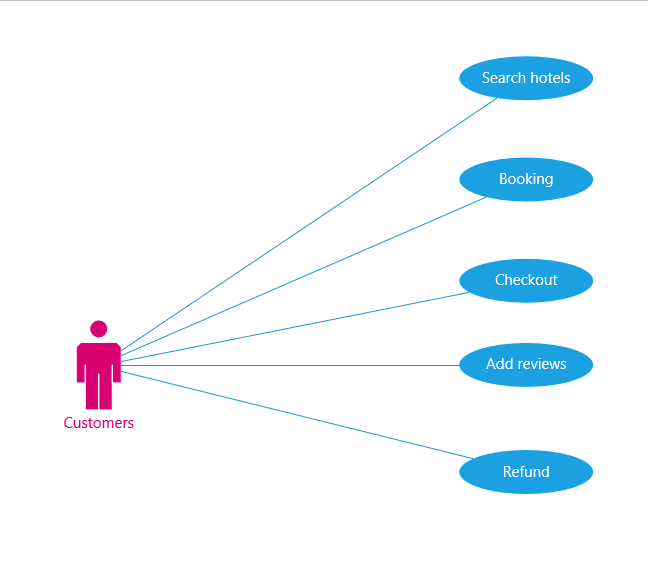 Search hotels
Booking
Checkout
Add reviews
Customers
Refund